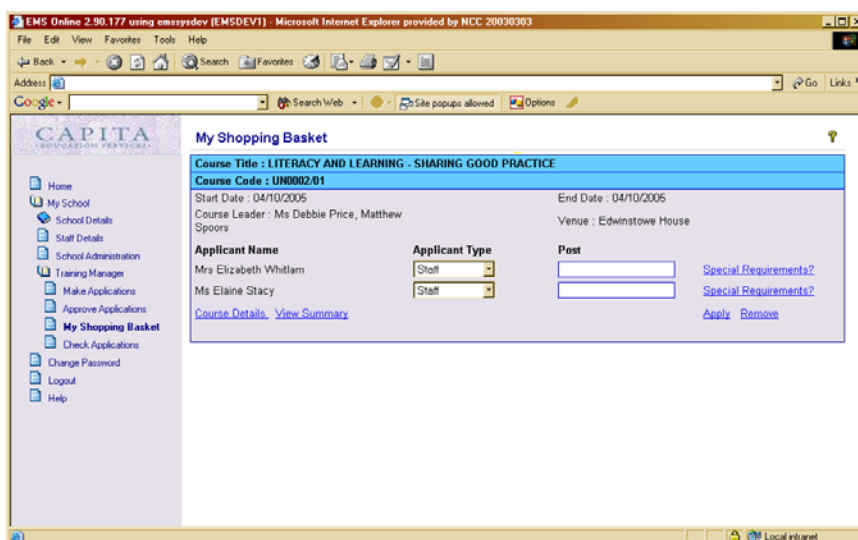 EMS Online 2.90.177 using emssysdev (EMSDEV1) - Microsoft Internet Explorer provided by NCC 20030303
File Edit View Favorites Tools Help
Back Search Favorites
Address Go Links
Google Search Web Site popups allowed Options
CAPITA
EDUCATION SERVICES
My Shopping Basket ?
Course Title : LITERACY AND LEARNING - SHARING GOOD PRACTICE
Course Code : UN0002/01
Start Date : 04/10/2005 End Date : 04/10/2005
Course Leader : Ms Debbie Price, Matthew
Spoors
Venue : Edwinstowe House
Applicant Name Applicant Type Post
Mrs Elizabeth Whitlam Staff Special Requirements?
Ms Elaine Stacy Staff Special Requirements?
Course Details View Summary Apply Remove
Home
My School
School Details
Staff Details
School Administration
Training Manager
Make Applications
Approve Applications
My Shopping Basket
Check Applications
Change Password
Logout
Help
Local intranet